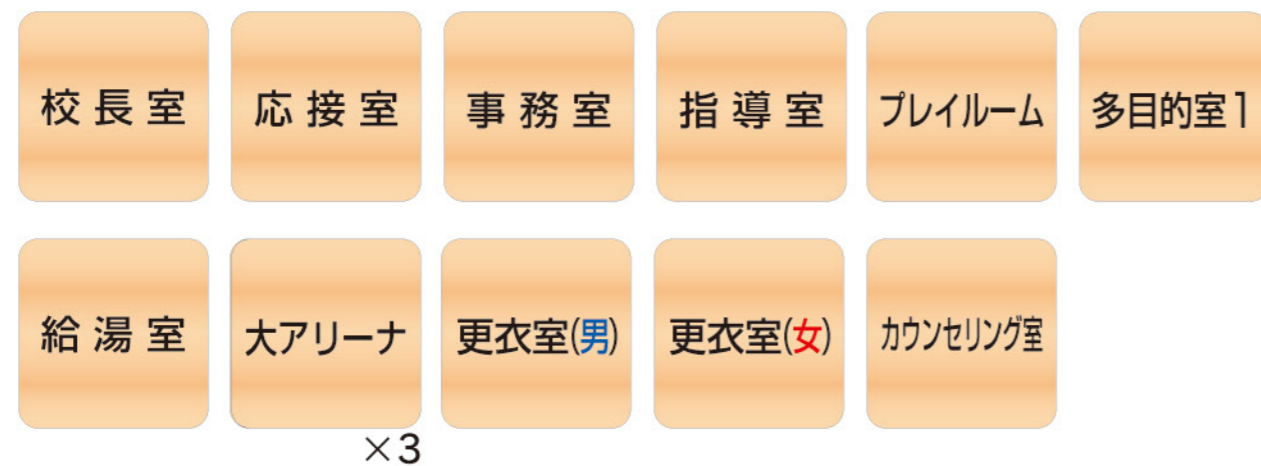 校長室
応接室
事務室
指導室
プレイルーム
多目的室1
給湯室
大アリーナ
更衣室(男)
更衣室(女)
カウンセリング室
×3